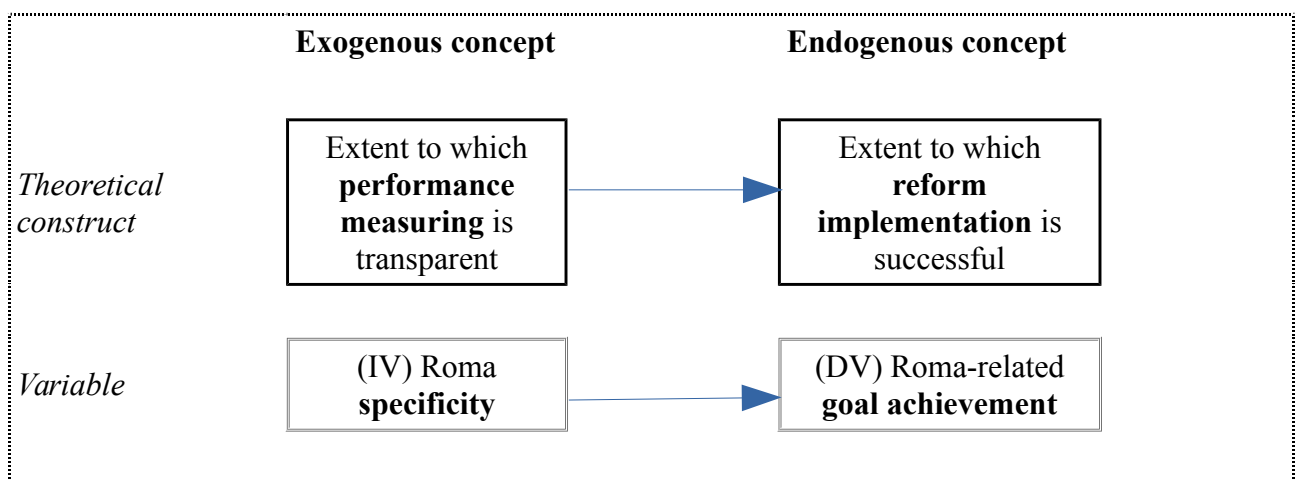 Exogenous concept
Endogenous concept
Theoretical
construct
Extent to which
performance
measuring is
transparent
Extent to which
reform
implementation is
successful
Variable
(IV) Roma
specificity
(DV) Roma-related
goal achievement